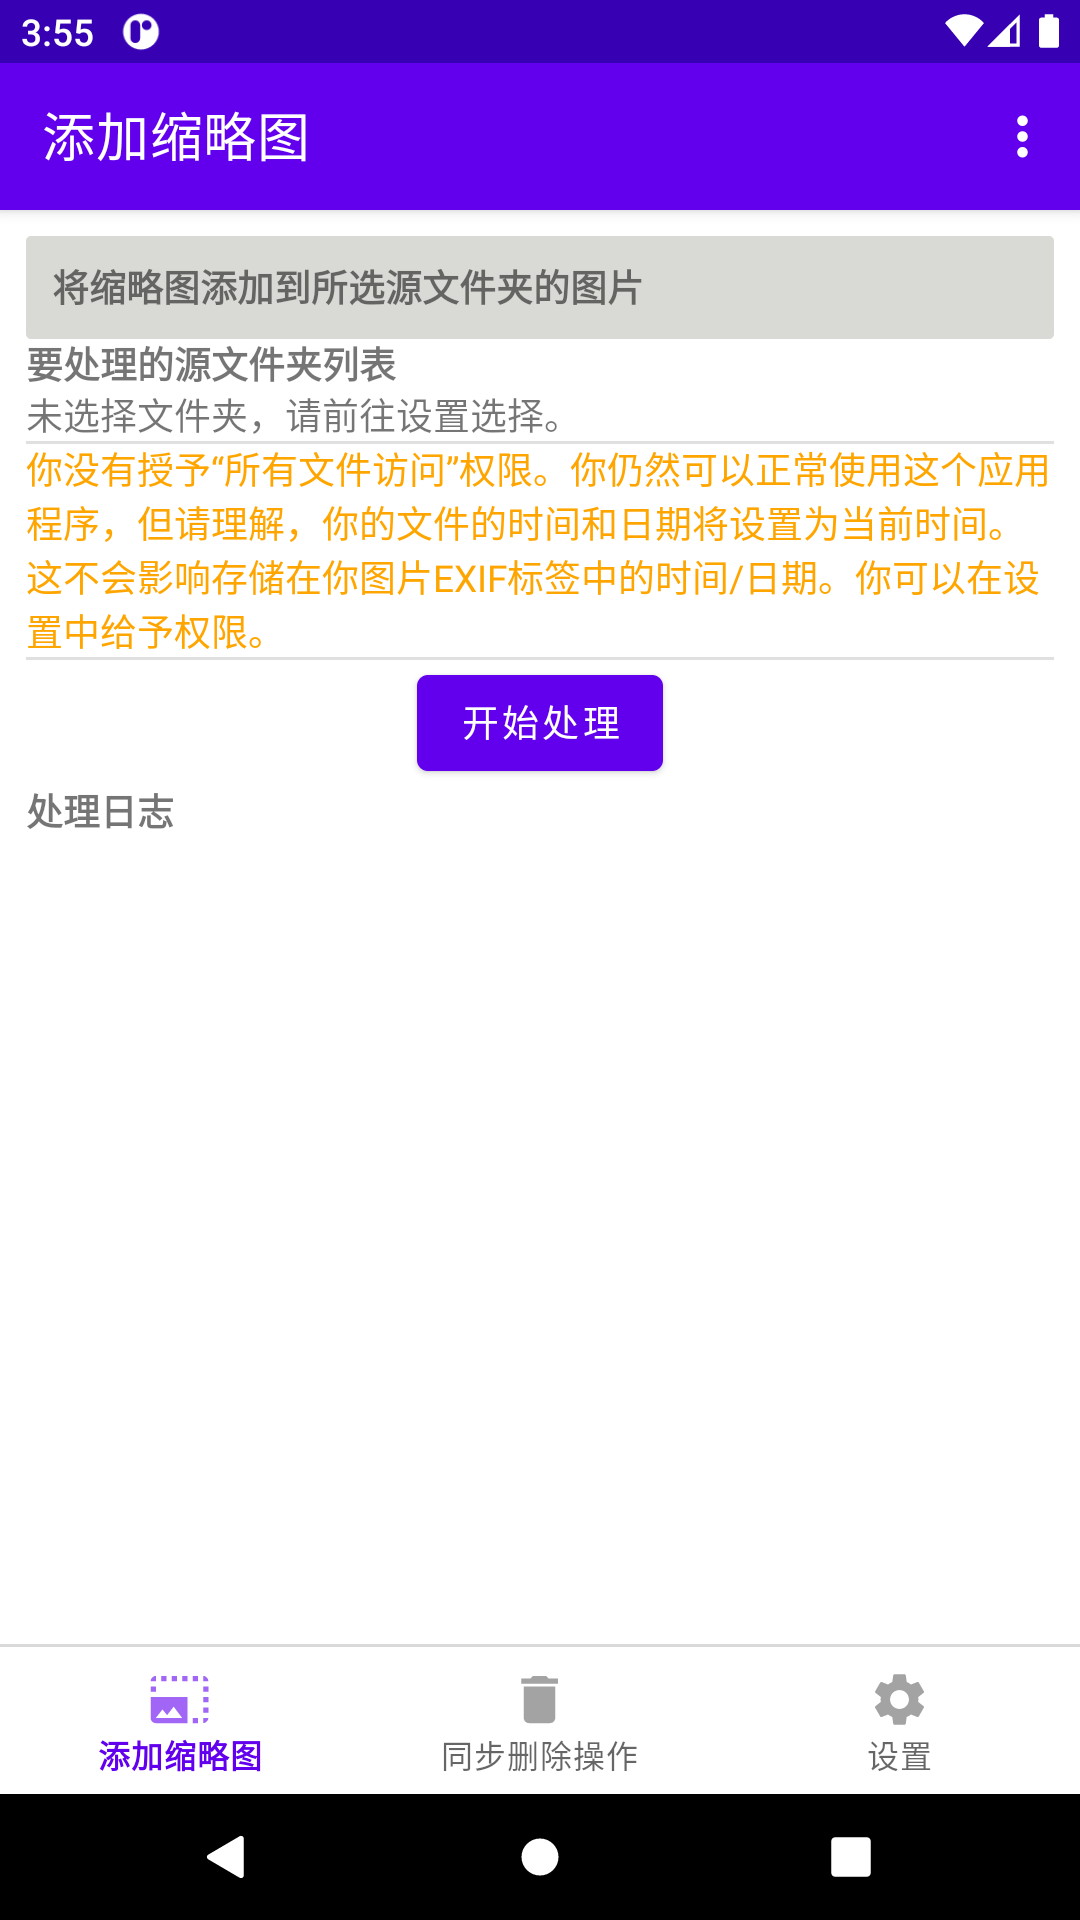 3:55
添加缩略图
将缩略图添加到所选源文件夹的图片
要处理的源文件夹列表
未选择文件夹，请前往设置选择。
你没有授予“所有文件访问”权限。你仍然可以正常使用这个应用
程序，但请理解，你的文件的时间和日期将设置为当前时间。
这不会影响存储在你图片EXIF标签中的时间/日期。你可以在设
置中给予权限。
开始处理
处理日志
添加缩略图
同步删除操作
设置